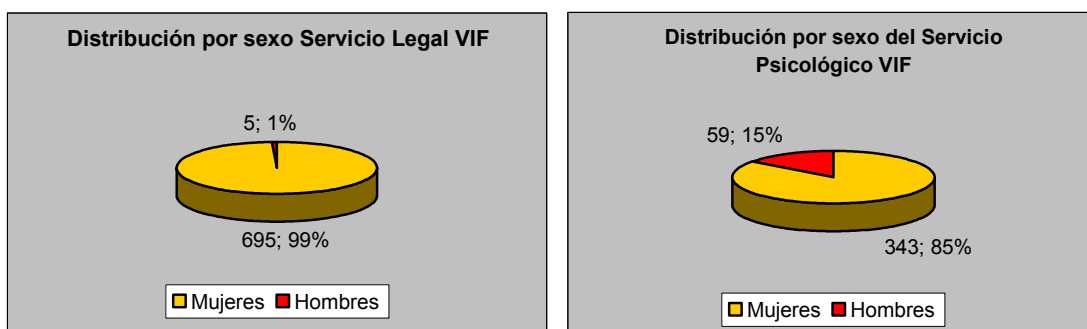 Distribución por sexo Servicio Legal VIF
5; 1%
695; 99%
Mujeres Hombres
Distribución por sexo del Servicio
Psicológico VIF
59; 15%
343; 85%
Mujeres Hombres